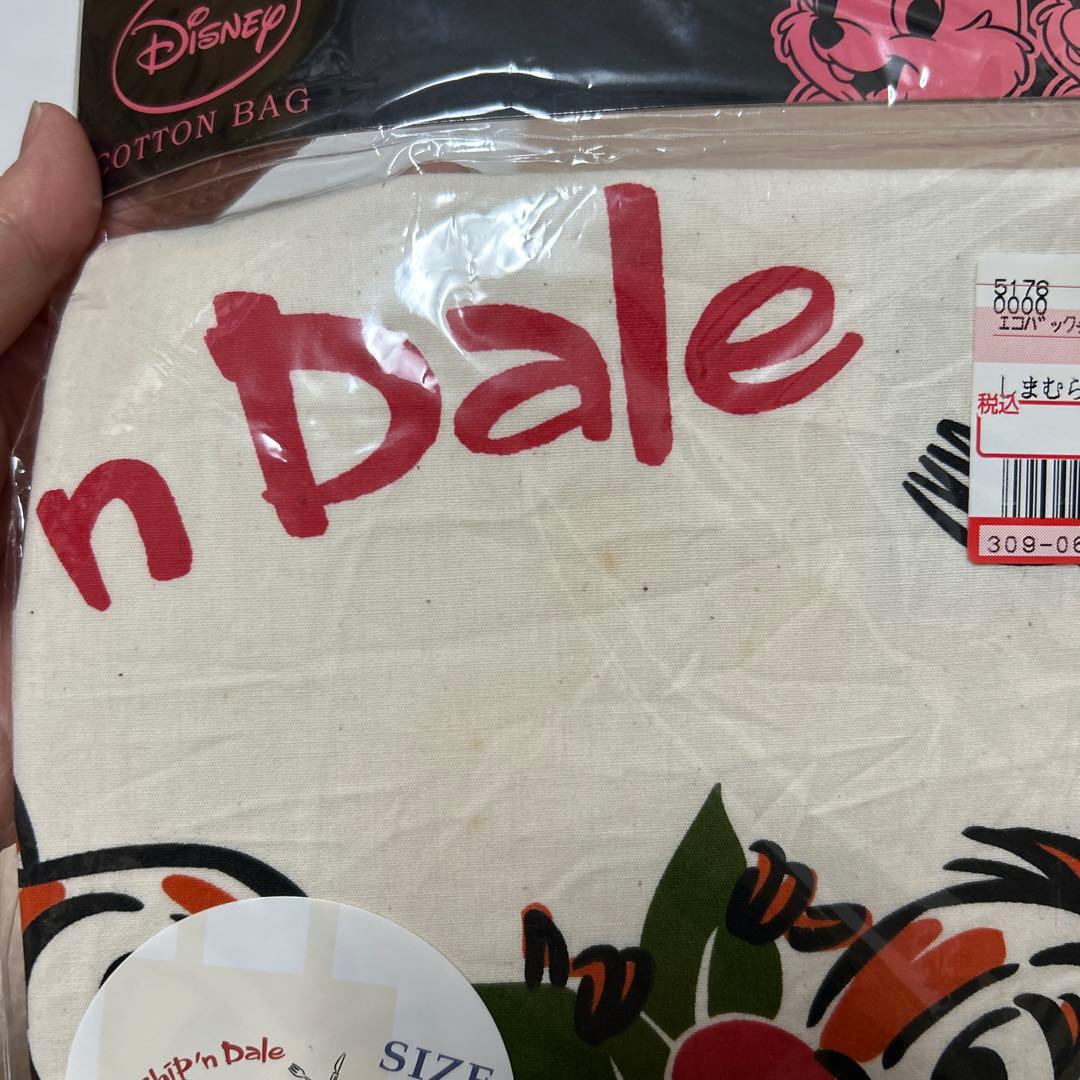 Disney
COTTON BAG
n Dale
5176
0000
エコバック
しまむら
税込
309-06
Chip'n Dale
SIZE